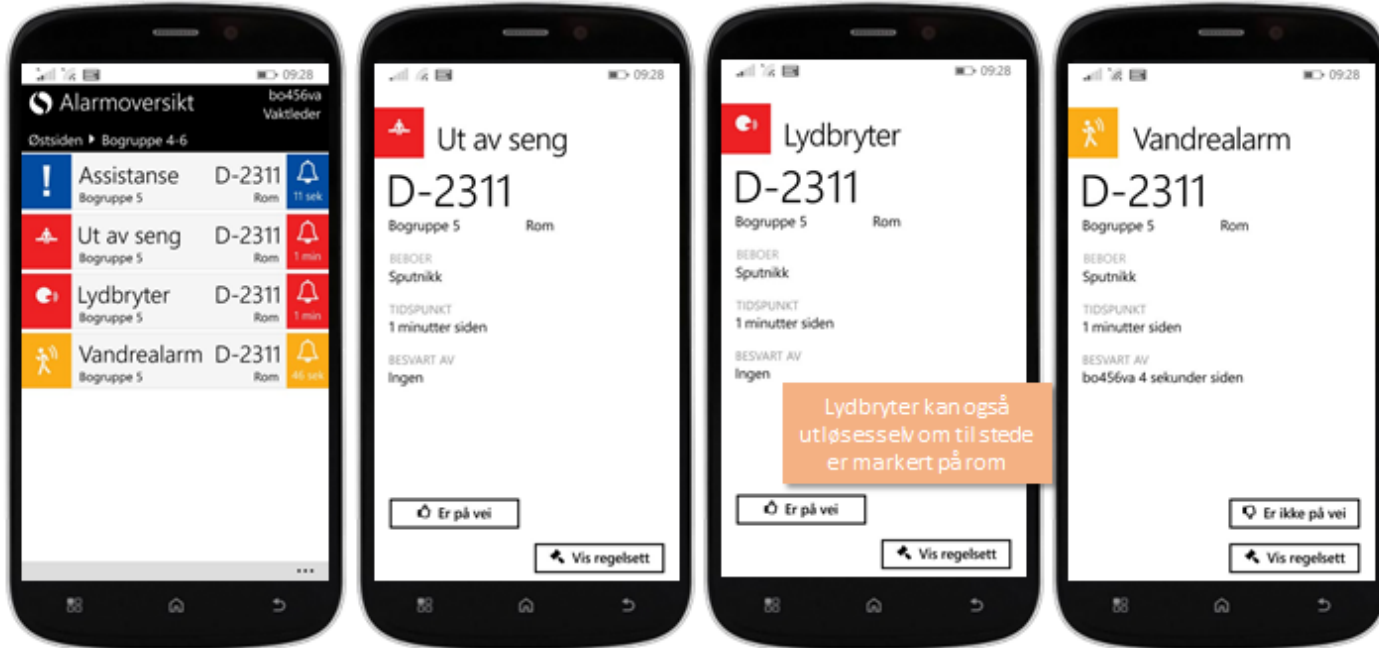 09:28
Alarmoversikt
bo456va
Vaktleder
Østsiden Bogruppe 4-6
Assistanse D-2311
Bogruppe 5 Rom 11 sek
Ut av seng D-2311
Bogruppe 5 Rom 1 min
Lydbryter D-2311
Bogruppe 5 Rom 1 min
Vandrealarm D-2311
Bogruppe 5 Rom 46 sek
09:28
Ut av seng
D-2311
Bogruppe 5 Rom
BEBOER
Sputnikk
TIDSPUNKT
1 minutter siden
BESVART AV
Ingen
Er på vei
Vis regelsett
09:28
Lydbryter
D-2311
Bogruppe 5 Rom
BEBOER
Sputnikk
TIDSPUNKT
1 minutter siden
BESVART AV
Ingen
Lydbryter kan også
utløses selv om til stede
er markert på rom
Er på vei
Vis regelsett
09:28
Vandrealarm
D-2311
Bogruppe 5 Rom
BEBOER
Sputnikk
TIDSPUNKT
1 minutter siden
BESVART AV
bo456va 4 sekunder siden
Er ikke på vei
Vis regelsett